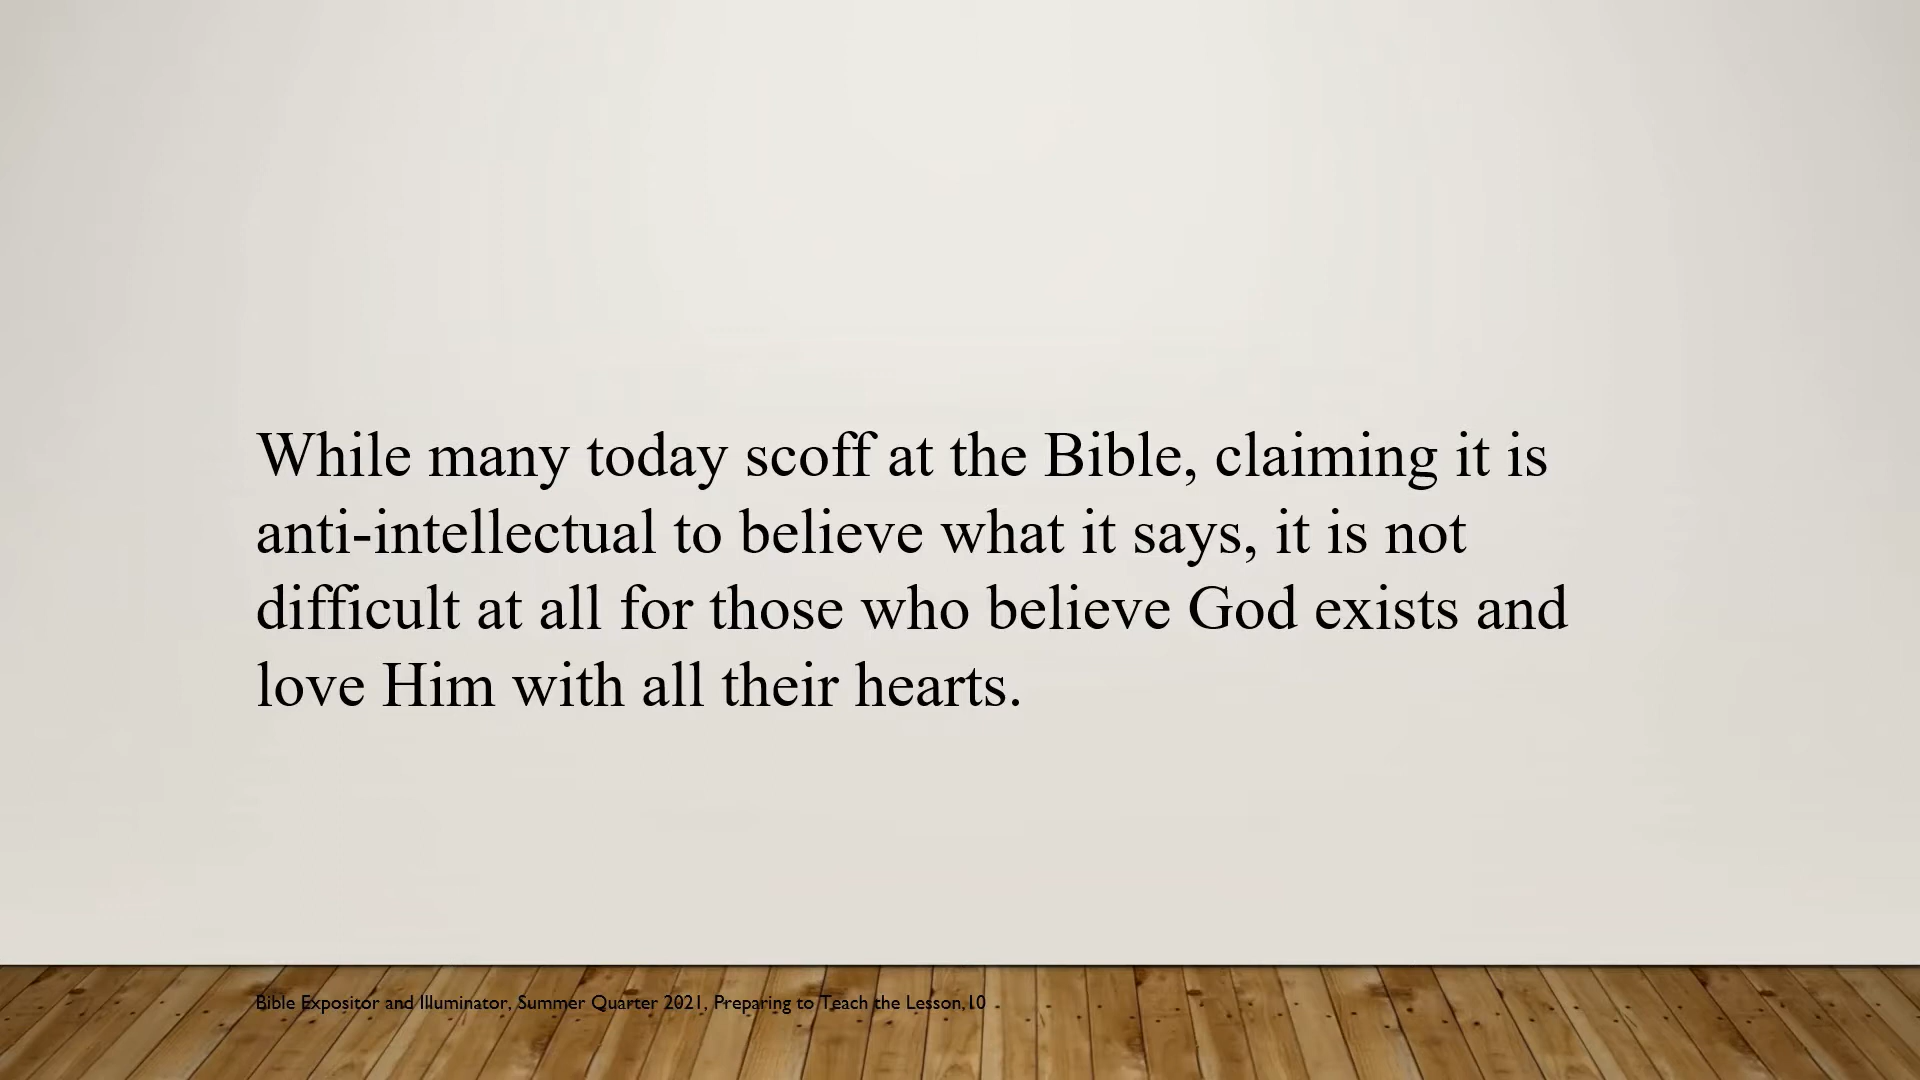 While many today scoff at the Bible, claiming it is
anti-intellectual to believe what it says, it is not
difficult at all for those who believe God exists and
love Him with all their hearts.
Bible Expositor and Illuminator, Summer Quarter 2021, Preparing to Teach the Lesson,10